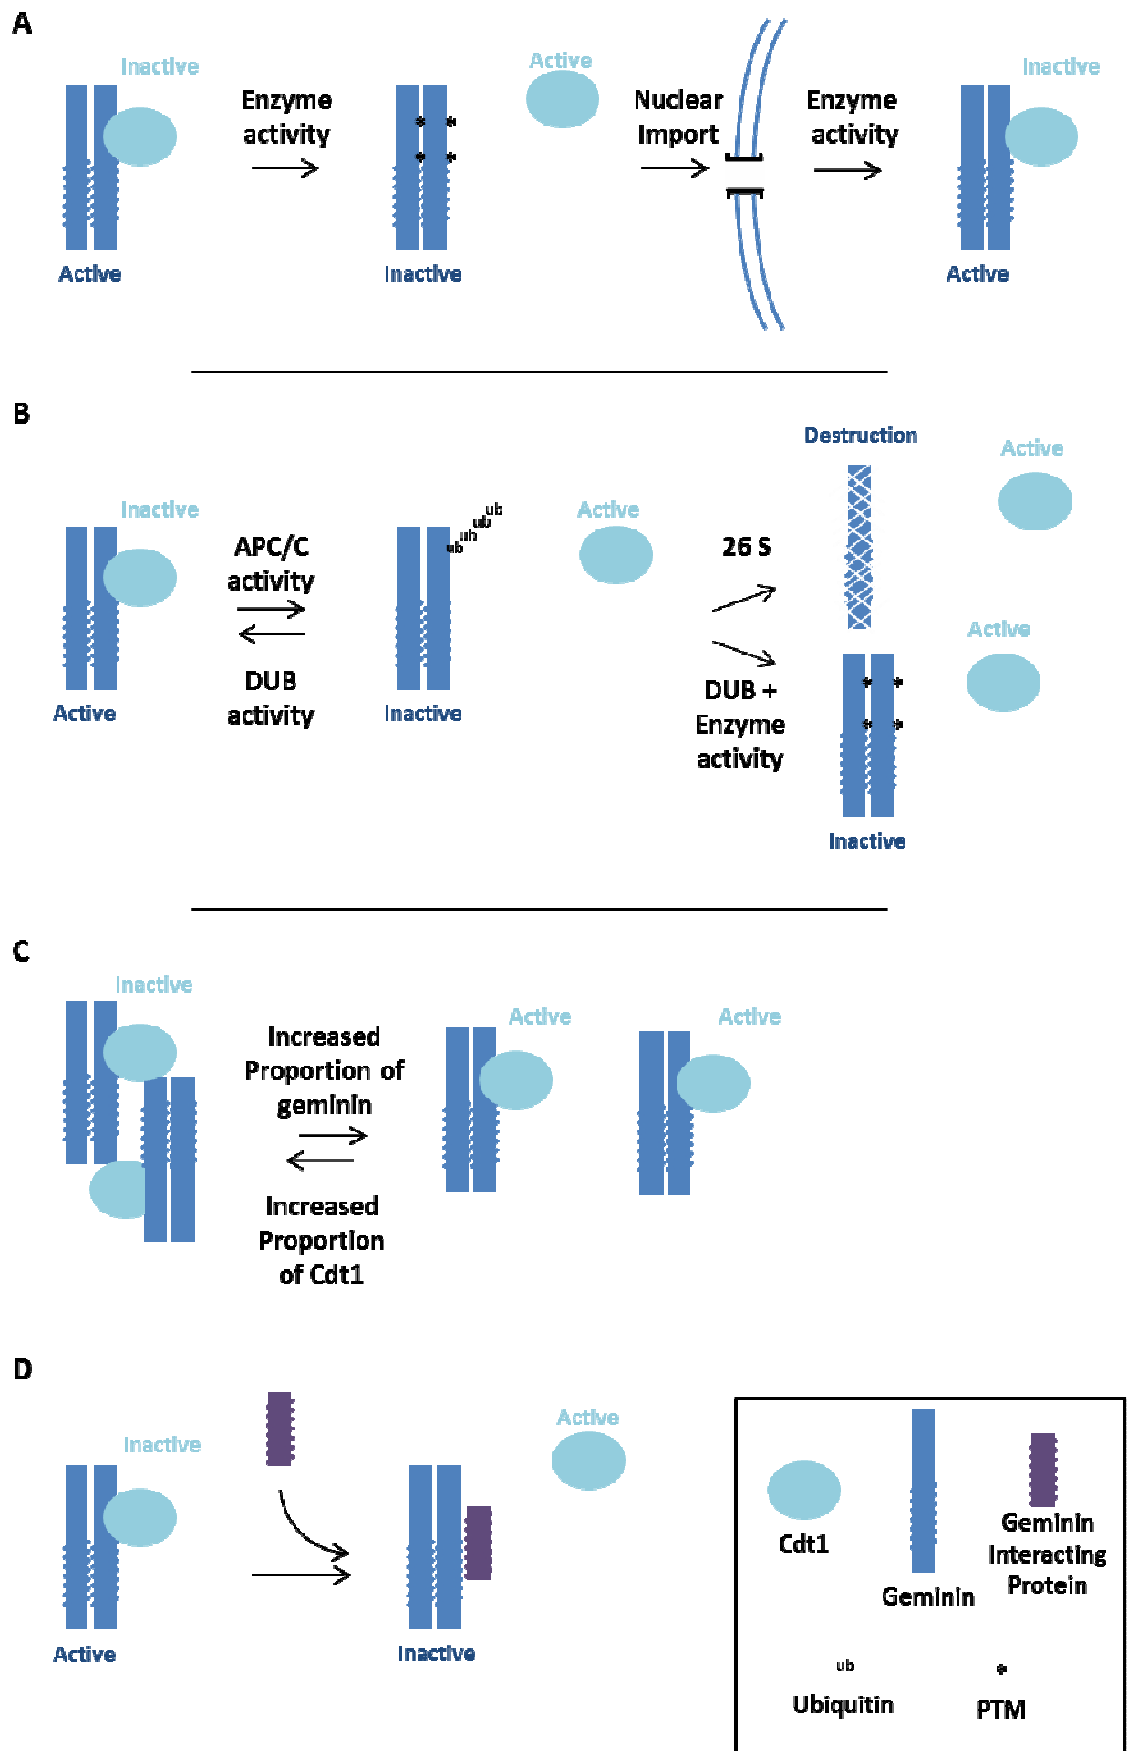 A
Inactive
Enzyme
activity
Active
Nuclear
Import
Enzyme
activity
Inactive
Active
Inactive
Active
B
Inactive
APC/C
activity
DUB
activity
Active
ub
ub
ub
ub
Inactive
Active
26 S
DUB +
Enzyme
activity
Destruction
Active
Active
Inactive
C
Inactive
Increased
Proportion of
geminin
Increased
Proportion
of Cdt1
Active
Active
D
Inactive
Active
Active
Inactive
Cdt1
Geminin
Geminin
Interacting
Protein
ub
Ubiquitin
*
PTM